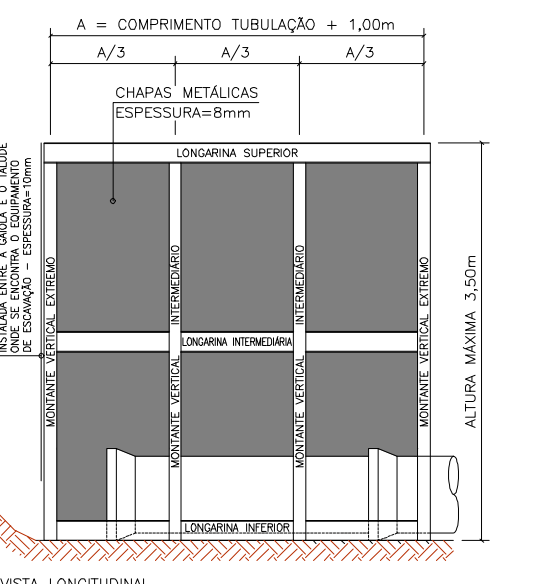 A = COMPRIMENTO TUBULAÇÃO + 1,00m
A/3
A/3
A/3
CHAPAS METÁLICAS
ESPESSURA=8mm
LONGARINA SUPERIOR
INSTALADA ENTRE A GAIOLA E O TALUDE
ONDE SE ENCONTRA O EQUIPAMENTO
DE ESCAVAÇÃO - ESPESSURA=10mm
MONTANTE VERTICAL EXTREMO
MONTANTE VERTICAL INTERMEDIÁRIO
LONGARINA INTERMEDIÁRIA
MONTANTE VERTICAL INTERMEDIÁRIO
MONTANTE VERTICAL EXTREMO
ALTURA MÁXIMA 3,50m
LONGARINA INFERIOR
VISTA LONGITUDINAL